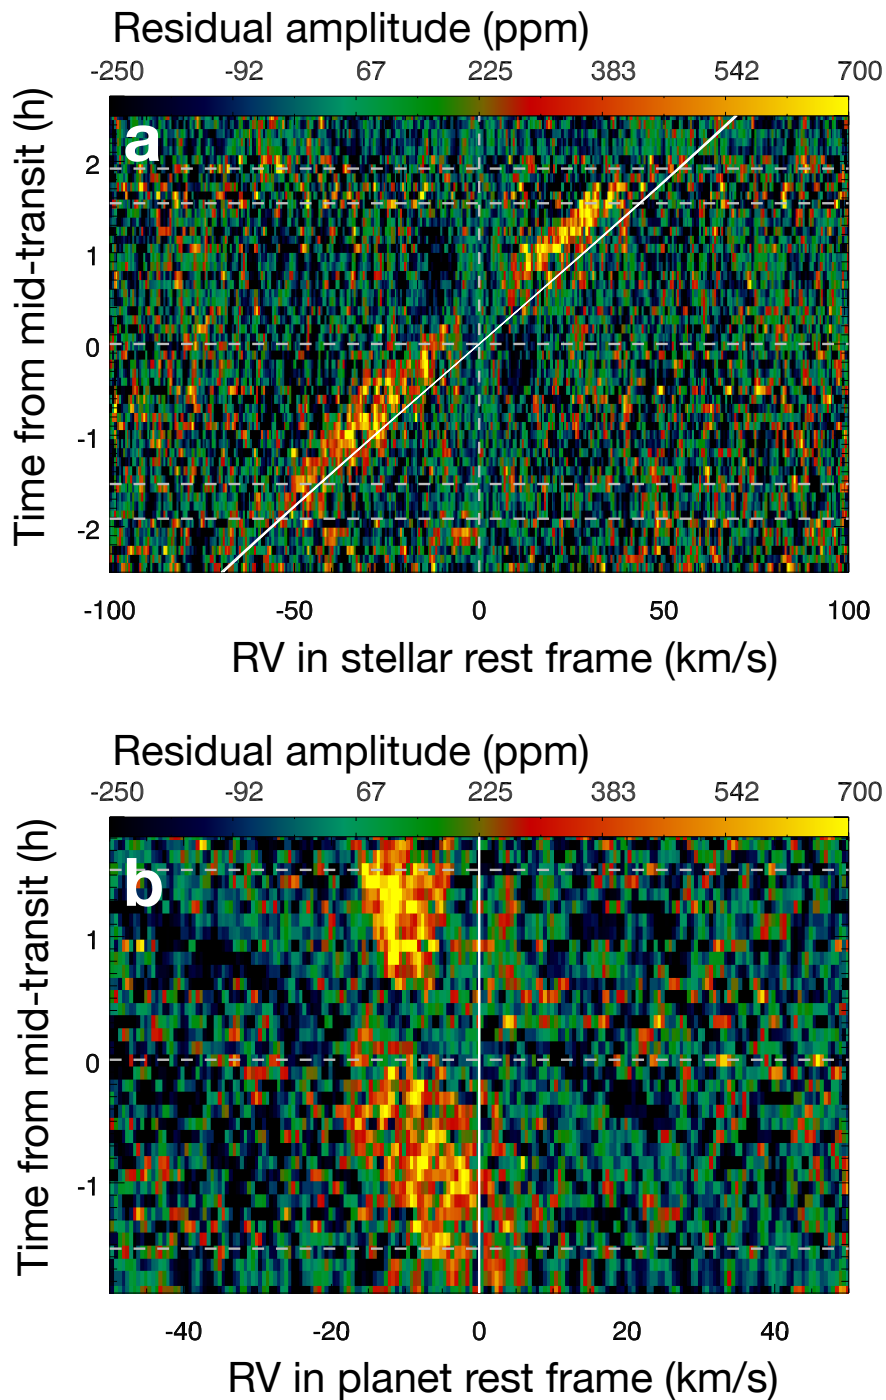 Residual amplitude (ppm)
-250 -92 67 225 383 542 700
a
Time from mid-transit (h)
2
1
0
-1
-2
-100 -50 0 50 100
RV in stellar rest frame (km/s)
Residual amplitude (ppm)
-250 -92 67 225 383 542 700
b
Time from mid-transit (h)
1
0
-1
-40 -20 0 20 40
RV in planet rest frame (km/s)